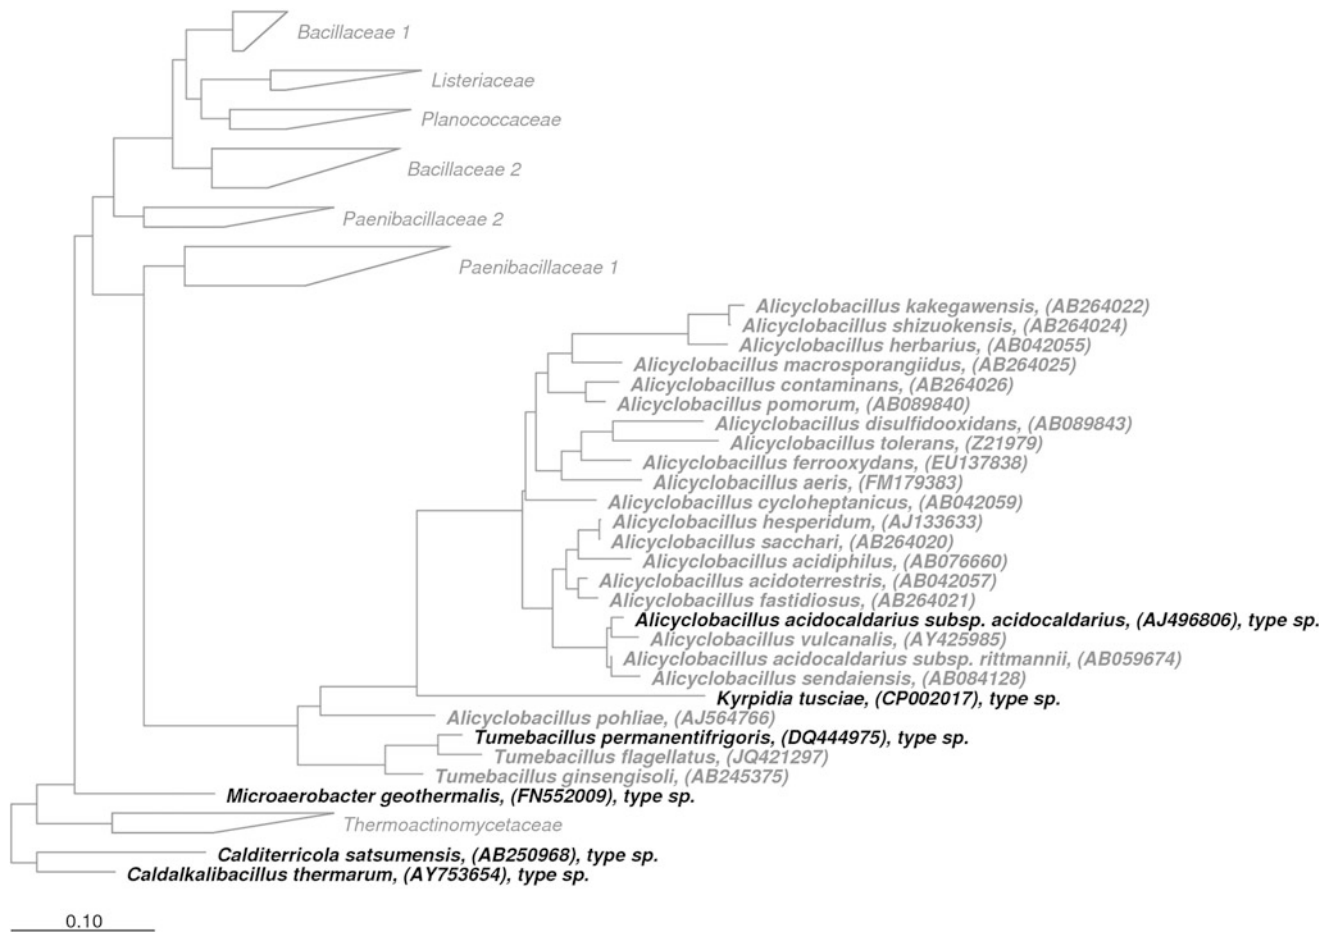 Bacillaceae 1
Listeriaceae
Planococcaceae
Bacillaceae 2
Paenibacillaceae 2
Paenibacillaceae 1
Alicyclobacillus kakegawensis, (AB264022)
Alicyclobacillus shizuokensis, (AB264024)
Alicyclobacillus herbarius, (AB042055)
Alicyclobacillus macrosporangiidus, (AB264025)
Alicyclobacillus contaminans, (AB264026)
Alicyclobacillus pomorum, (AB089840)
Alicyclobacillus disulfidooxidans, (AB089843)
Alicyclobacillus tolerans, (Z21979)
Alicyclobacillus ferrooxydans, (EU137838)
Alicyclobacillus aeris, (FM179383)
Alicyclobacillus cycloheptanicus, (AB042059)
Alicyclobacillus hesperidum, (AJ133633)
Alicyclobacillus sacchari, (AB264020)
Alicyclobacillus acidiphilus, (AB076660)
Alicyclobacillus acidoterrestris, (AB042057)
Alicyclobacillus fastidiosus, (AB264021)
Alicyclobacillus acidocaldarius subsp. acidocaldarius, (AJ496806), type sp.
Alicyclobacillus vulcanalis, (AY425985)
Alicyclobacillus acidocaldarius subsp. rittmannii, (AB059674)
Alicyclobacillus sendaiensis, (AB084128)
Kyrpidia tusciae, (CP002017), type sp.
Alicyclobacillus pohliae, (AJ564766)
Tumebacillus permanentifrigoris, (DQ444975), type sp.
Tumebacillus flagellatus, (JQ421297)
Tumebacillus ginsengisoli, (AB245375)
Microaerobacter geothermalis, (FN552009), type sp.
Thermoactinomycetaceae
Calditerricola satsumensis, (AB250968), type sp.
Caldalkalibacillus thermarum, (AY753654), type sp.
0.10